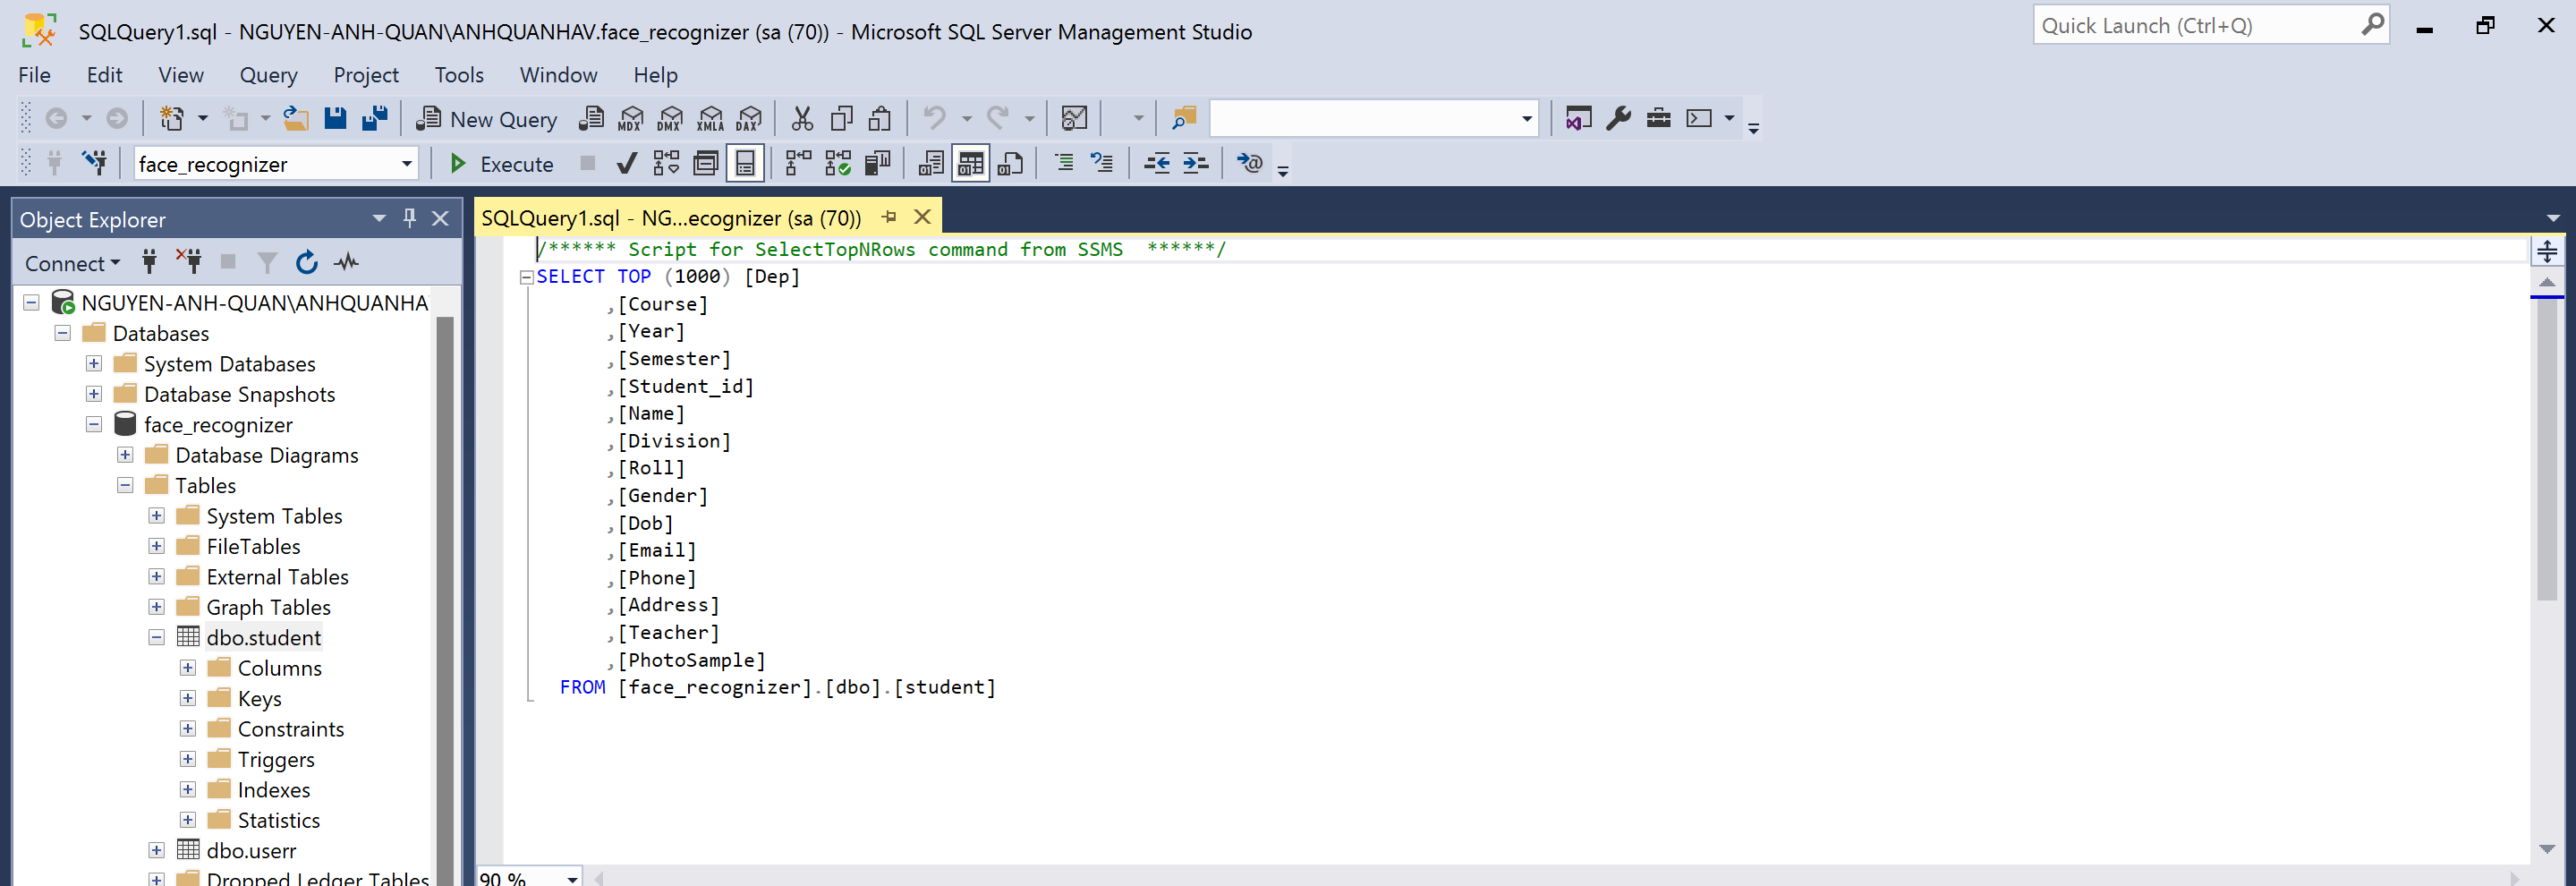 SQLQuery1.sql - NGUYEN-ANH-QUAN\ANHQUANHAV.face_recognizer (sa (70)) - Microsoft SQL Server Management Studio
Quick Launch (Ctrl+Q)
File Edit View Query Project Tools Window Help
New Query
MDX DMX XMLA DAX
face_recognizer
Execute
Object Explorer
Connect
NGUYEN-ANH-QUAN\ANHQUANHA
Databases
System Databases
Database Snapshots
face_recognizer
Database Diagrams
Tables
System Tables
FileTables
External Tables
Graph Tables
dbo.student
Columns
Keys
Constraints
Triggers
Indexes
Statistics
dbo.userr
Dropped Ledger Tables
SQLQuery1.sql - NG...ecognizer (sa (70))
/****** Script for SelectTopNRows command from SSMS  ******/
SELECT TOP (1000) [Dep]
,[Course]
,[Year]
,[Semester]
,[Student_id]
,[Name]
,[Division]
,[Roll]
,[Gender]
,[Dob]
,[Email]
,[Phone]
,[Address]
,[Teacher]
,[PhotoSample]
FROM [face_recognizer].[dbo].[student]
90 %